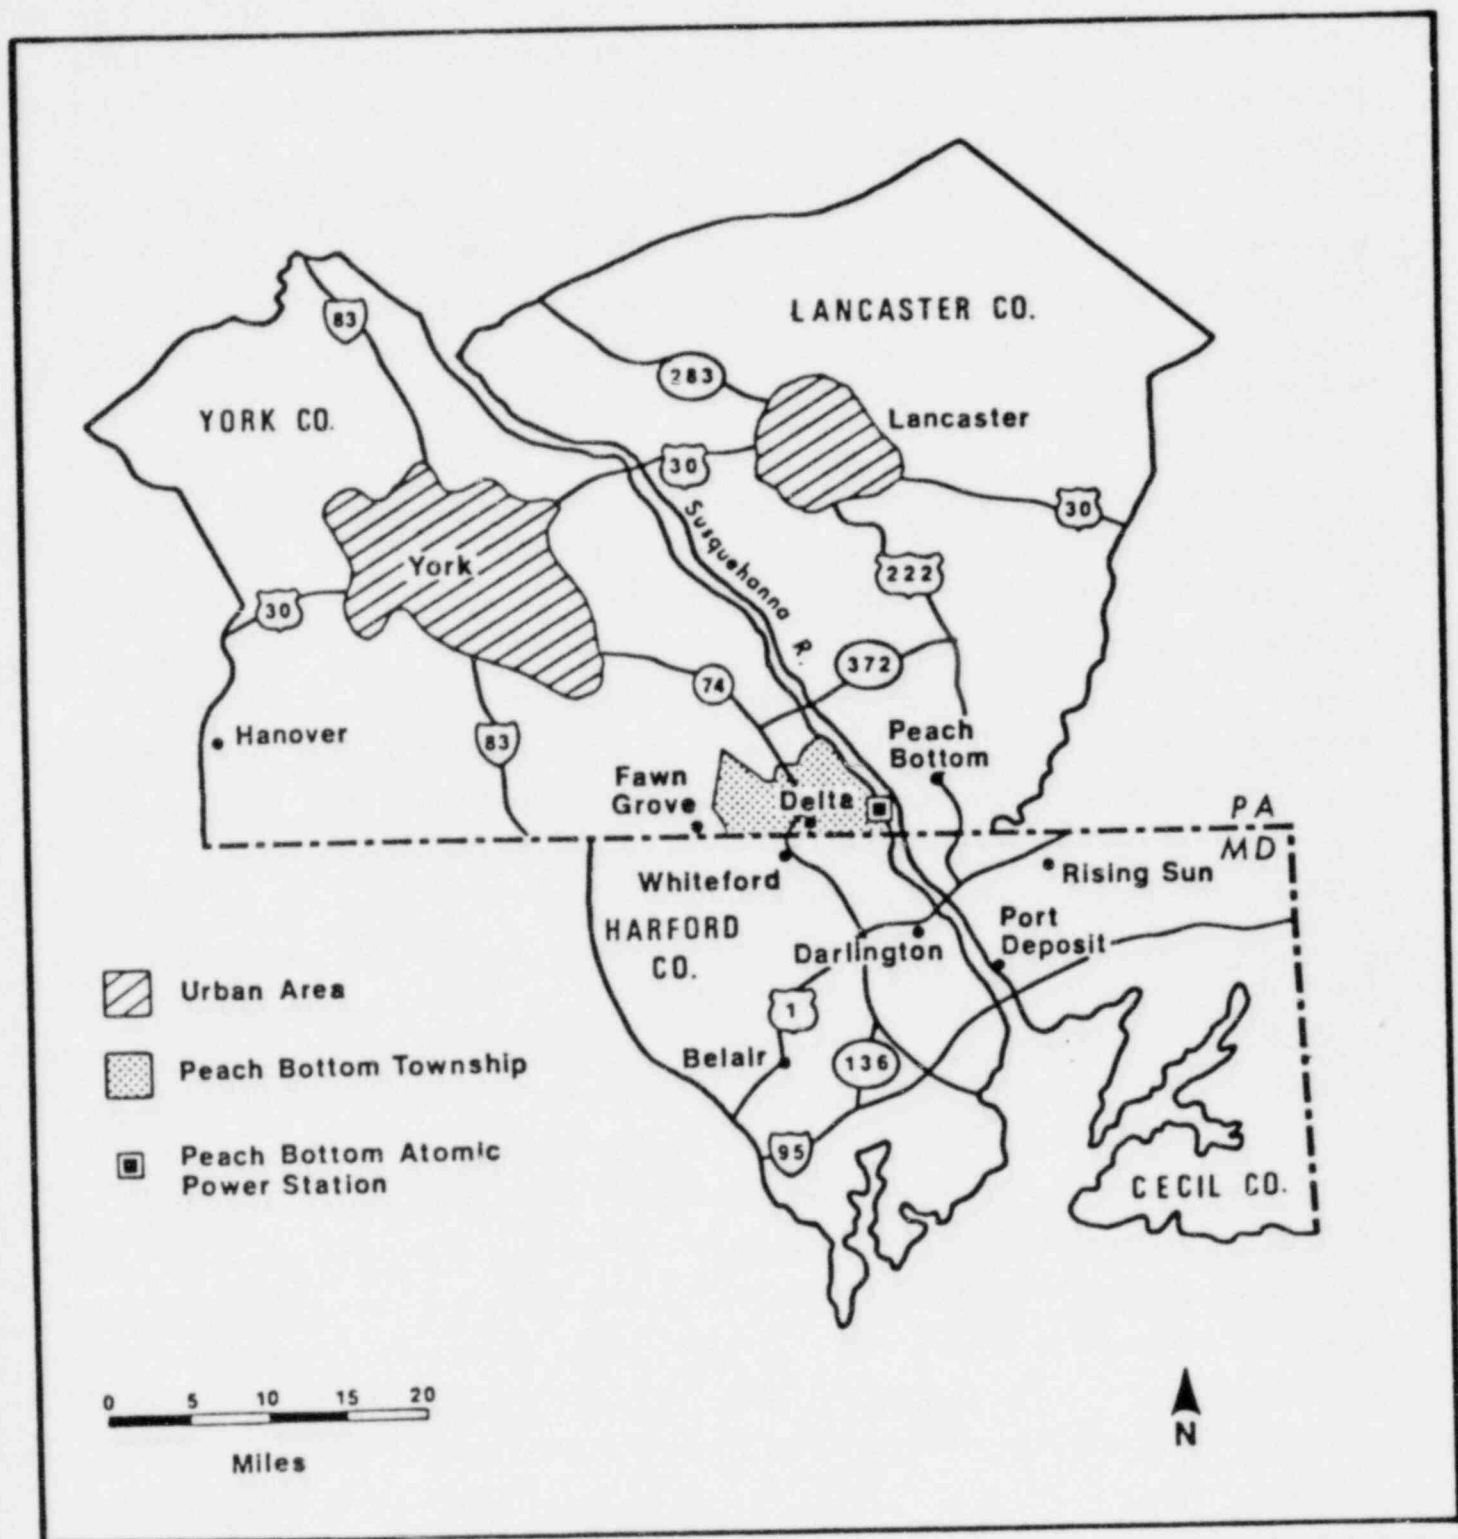 LANCASTER CO.
83
283
YORK CO.
Lancaster
30
30
Susquehanna R.
York
222
30
372
74
Hanover
83
Peach
Bottom
Fawn
Grove
Delta
PA
MD
Whiteford
Rising Sun
HARFORD
CO.
Port
Deposit
Darlington
Urban Area
1
Belair
136
Peach Bottom Township
95
Peach Bottom Atomic
Power Station
CECIL CO.
0 5 10 15 20
Miles
N